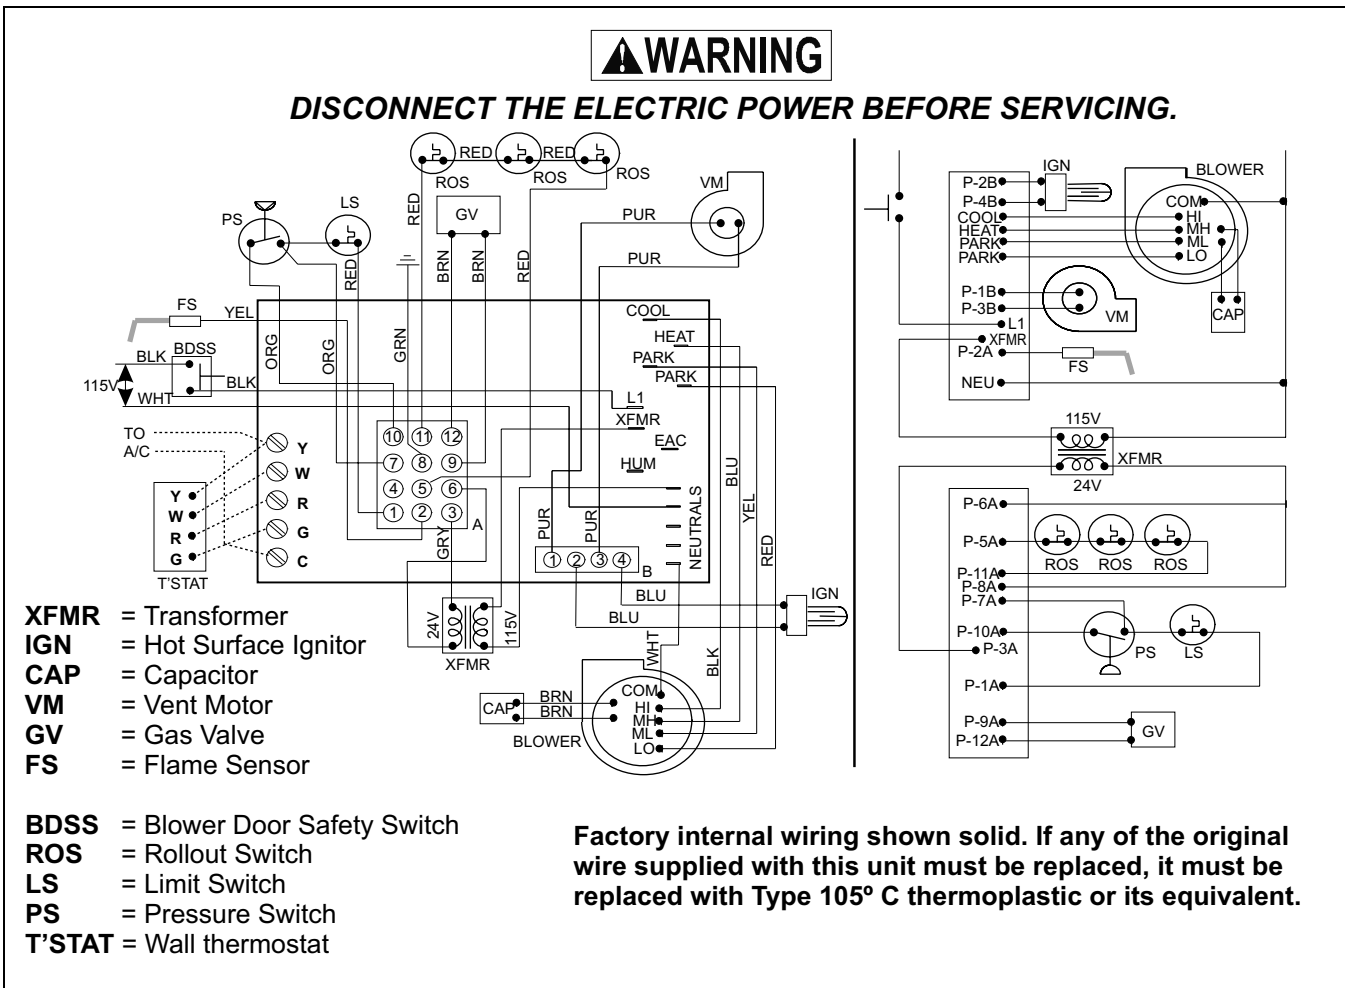 WARNING
DISCONNECT THE ELECTRIC POWER BEFORE SERVICING.
RED RED
ROS ROS ROS
PS
LS
RED
GV
VM
PUR
PUR
RED
BRN
BRN
RED
GRN
FS
YEL
ORG
ORG
BLK
BDSS
115V
BLK
WHT
TO
A/C
Y
W
R
G
T'STAT
Y
W
R
G
C
10 11 12
7 8 9
4 5 6
1 2 3
A
GRY
COOL
HEAT
PARK
PARK
L1
XFMR
EAC
HUM
NEUTRALS
BLU
YEL
RED
PUR
PUR
1 2 3 4
B
BLU
BLU
IGN
24V
115V
XFMR
WHT
BLK
CAP
BRN
BRN
BLOWER
COM
HI
MH
ML
LO
IGN
BLOWER
P-2B
P-4B
COOL
HEAT
PARK
PARK
COM
HI
MH
ML
LO
CAP
P-1B
P-3B
VM
L1
XFMR
P-2A
FS
NEU
115V
XFMR
24V
P-6A
P-5A
ROS ROS ROS
P-11A
P-8A
P-7A
P-10A
P-3A
PS
LS
P-1A
P-9A
P-12A
GV
XFMR = Transformer
IGN = Hot Surface Ignitor
CAP = Capacitor
VM = Vent Motor
GV = Gas Valve
FS = Flame Sensor
BDSS = Blower Door Safety Switch
ROS = Rollout Switch
LS = Limit Switch
PS = Pressure Switch
T'STAT = Wall thermostat
Factory internal wiring shown solid. If any of the original
wire supplied with this unit must be replaced, it must be
replaced with Type 105º C thermoplastic or its equivalent.